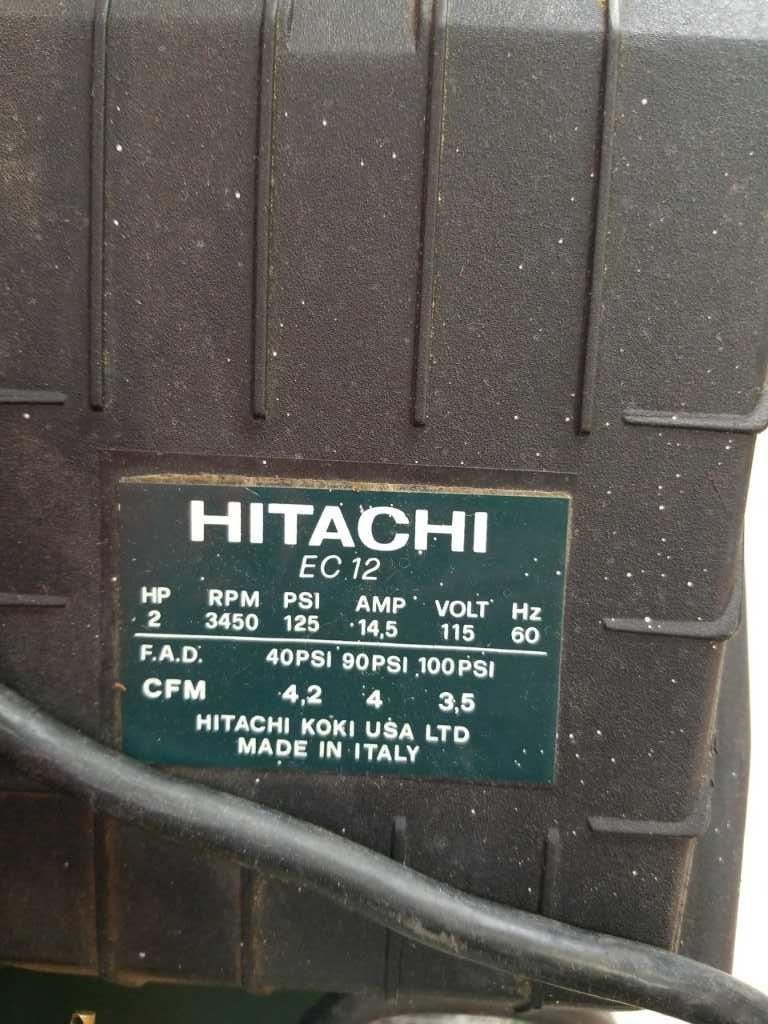 HITACHI
EC 12
HP RPM PSI AMP VOLT Hz
2 3450 125 14,5 115 60
F.A.D. 40PSI 90PSI 100PSI
CFM 4,2 4 3,5
HITACHI KOKI USA LTD
MADE IN ITALY